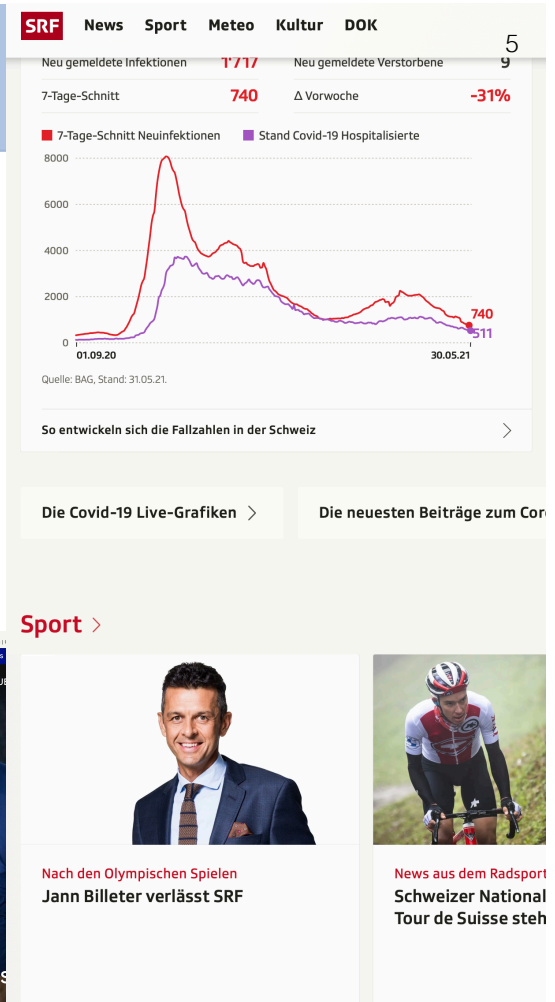 SRF News Sport Meteo Kultur DOK
5
Neu gemeldete Infektionen 1'717 Neu gemeldete Verstorbene 9
7-Tage-Schnitt 740 Δ Vorwoche -31%
7-Tage-Schnitt Neuinfektionen Stand Covid-19 Hospitalisierte
8000
6000
4000
2000
740
0
511
01.09.20 30.05.21
Quelle: BAG, Stand: 31.05.21.
So entwickeln sich die Fallzahlen in der Schweiz
Die Covid-19 Live-Grafiken Die neuesten Beiträge zum Cor
Sport
Nach den Olympischen Spielen
Jann Billeter verlässt SRF
News aus dem Radsport
Schweizer National
Tour de Suisse steh